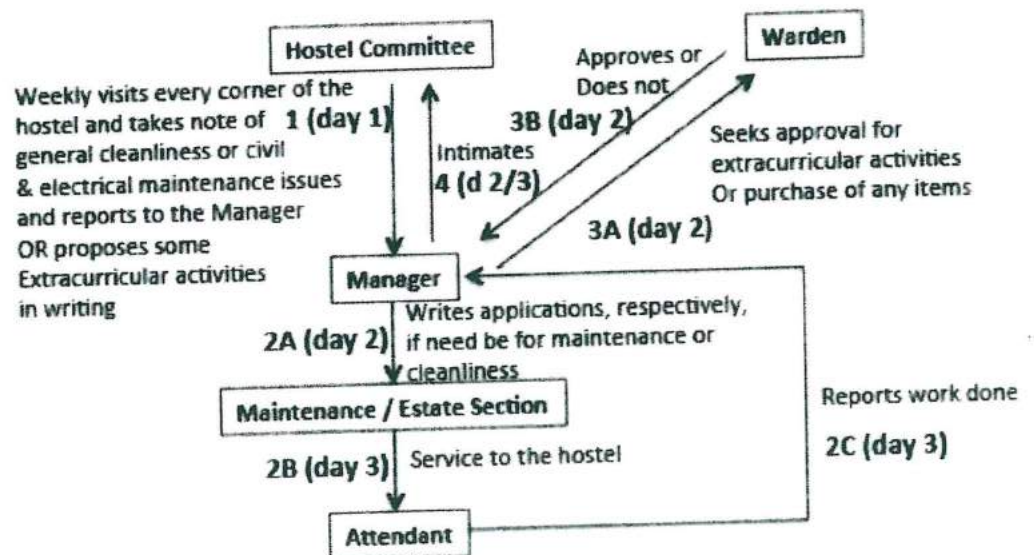 Hostel Committee
Warden
Weekly visits every corner of the
hostel and takes note of
general cleanliness or civil
& electrical maintenance issues
and reports to the Manager
OR proposes some
Extracurricular activities
in writing
1 (day 1)
Intimates
4 (d 2/3)
Approves or
Does not
3B (day 2)
Seeks approval for
extracurricular activities
Or purchase of any items
3A (day 2)
Manager
2A (day 2)
Writes applications, respectively,
if need be for maintenance or
cleanliness
Maintenance / Estate Section
2B (day 3)
Service to the hostel
Attendant
Reports work done
2C (day 3)